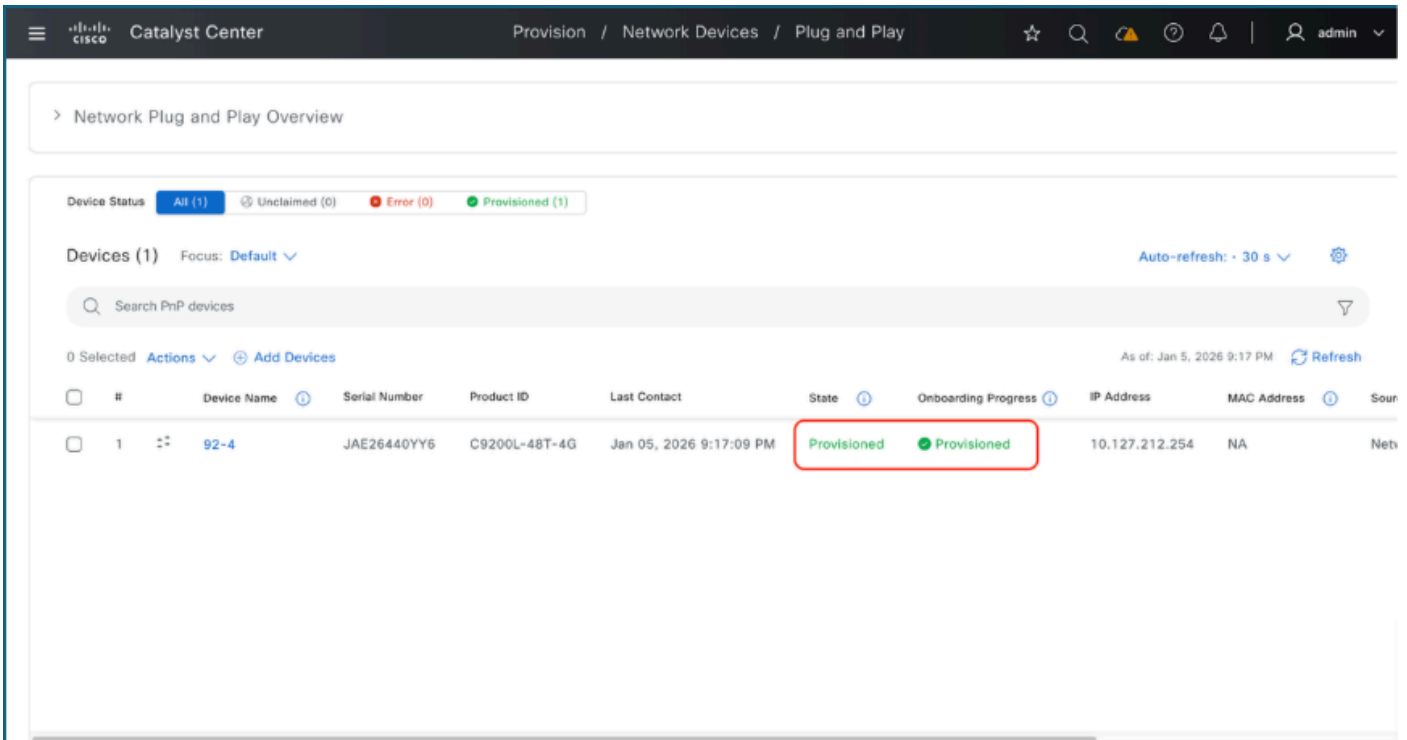 cisco Catalyst Center Provision / Network Devices / Plug and Play admin
Network Plug and Play Overview
Device Status All (1) Unclaimed (0) Error (0) Provisioned (1)
Devices (1) Focus: Default Auto-refresh: • 30 s
Search PnP devices
0 Selected Actions Add Devices As of: Jan 5, 2026 9:17 PM Refresh
# Device Name Serial Number Product ID Last Contact State Onboarding Progress IP Address MAC Address
1 92-4 JAE26440YY6 C9200L-48T-4G Jan 05, 2026 9:17:09 PM Provisioned Provisioned 10.127.212.254 NA